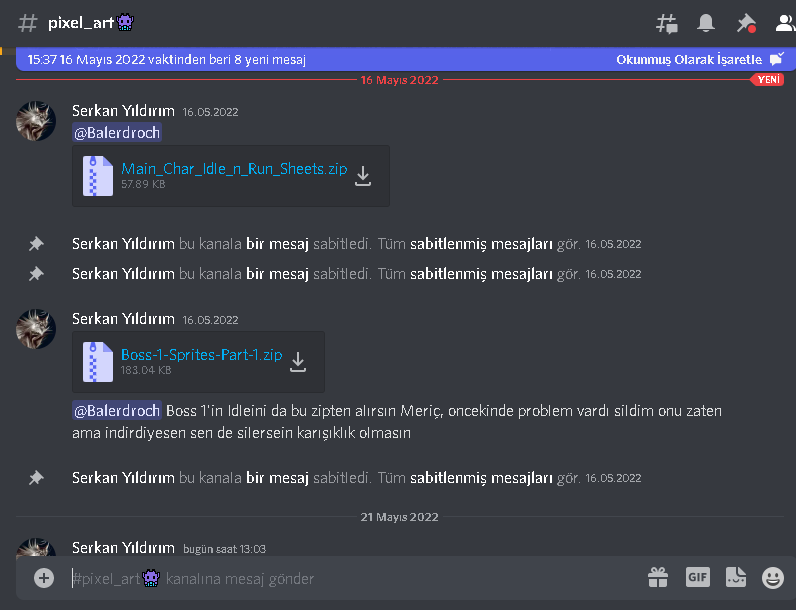 # pixel_art
15:37 16 Mayıs 2022 vaktinden beri 8 yeni mesaj Okunmuş Olarak İşaretle
16 Mayıs 2022 YENİ
Serkan Yıldırım 16.05.2022
@Balerdroch
Main_Char_Idle_n_Run_Sheets.zip
57.89 KB
Serkan Yıldırım bu kanala bir mesaj sabitledi. Tüm sabitlenmiş mesajları gör. 16.05.2022
Serkan Yıldırım bu kanala bir mesaj sabitledi. Tüm sabitlenmiş mesajları gör. 16.05.2022
Serkan Yıldırım 16.05.2022
Boss-1-Sprites-Part-1.zip
183.04 KB
@Balerdroch Boss 1'in Idleini da bu zipten alırsın Meriç, oncekinde problem vardı sildim onu zaten
ama indirdiyesen sen de silersein karışıklık olmasın
Serkan Yıldırım bu kanala bir mesaj sabitledi. Tüm sabitlenmiş mesajları gör. 16.05.2022
21 Mayıs 2022
Serkan Yıldırım bugün saat 13:03
#pixel_art kanalına mesaj gönder GIF